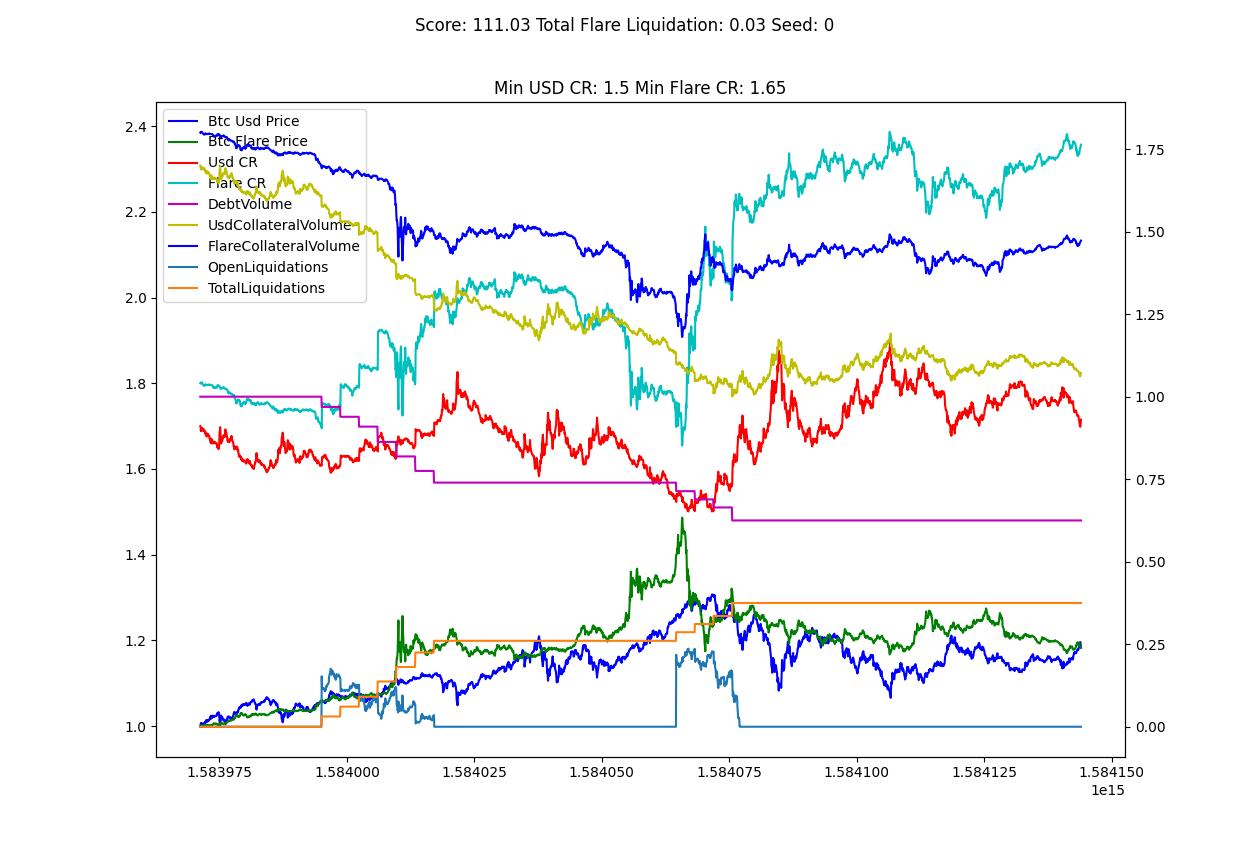 Score: 111.03 Total Flare Liquidation: 0.03 Seed: 0
Min USD CR: 1.5 Min Flare CR: 1.65
Btc Usd Price
Btc Flare Price
Usd CR
Flare CR
DebtVolume
UsdCollateralVolume
FlareCollateralVolume
OpenLiquidations
TotalLiquidations
2.4
2.2
2.0
1.8
1.6
1.4
1.2
1.0
1.75
1.50
1.25
1.00
0.75
0.50
0.25
0.00
1.583975 1.584000 1.584025 1.584050 1.584075 1.584100 1.584125 1.584150
1e15